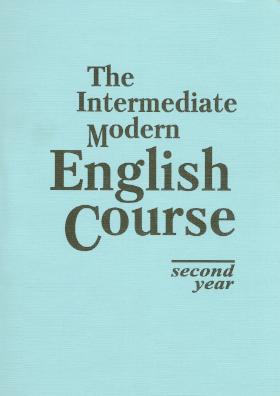 The
Intermediate
Modern
English
Course
second
year